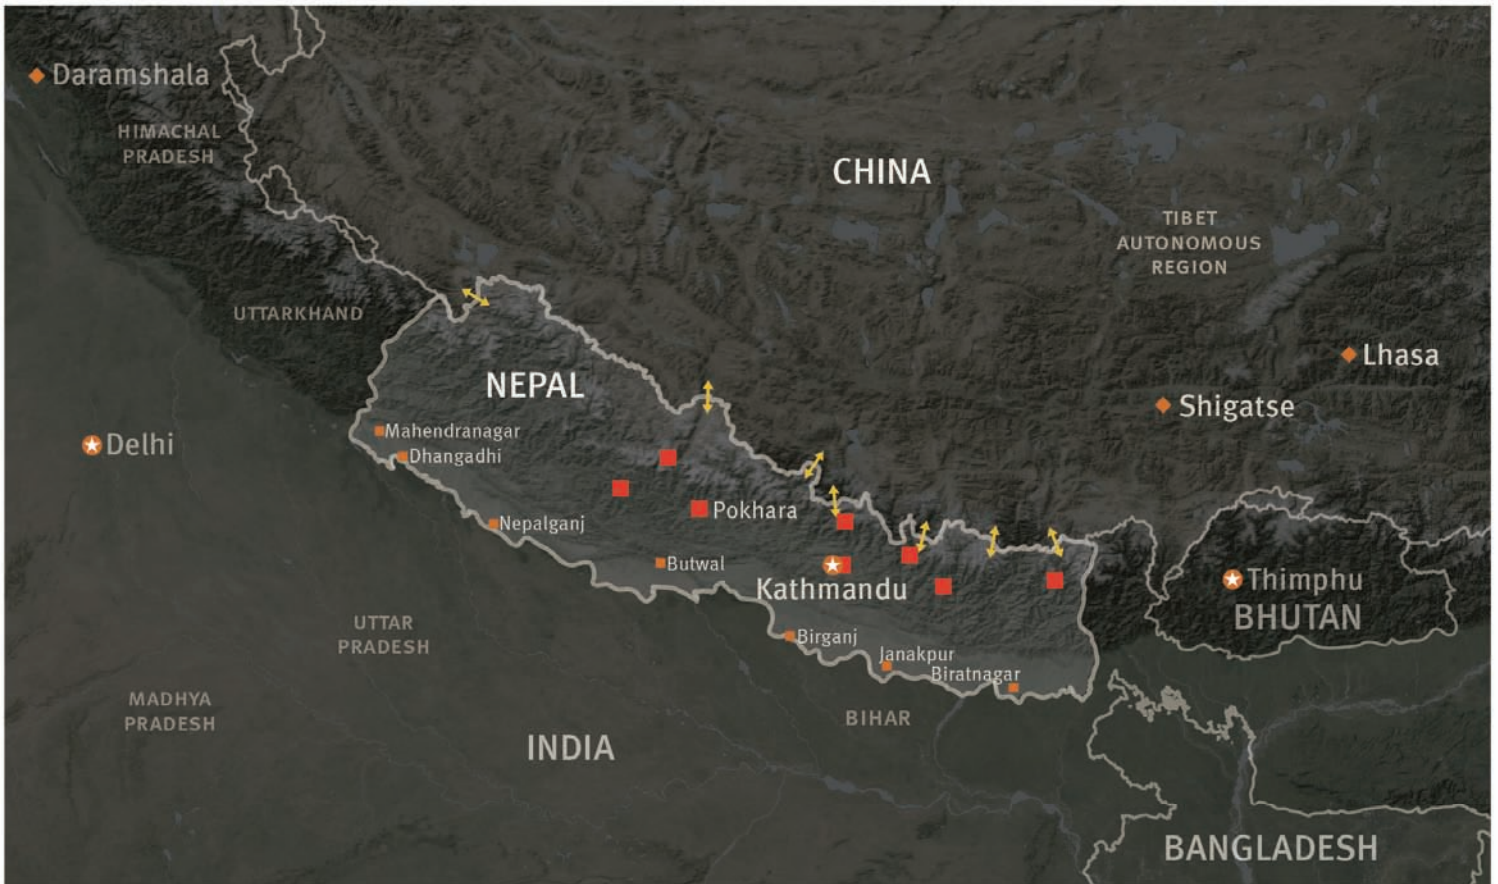 Daramshala
HIMACHAL
PRADESH
CHINA
TIBET
AUTONOMOUS
REGION
UTTARKHAND
Lhasa
NEPAL
Shigatse
Delhi
Mahendranagar
Dhangadhi
Pokhara
Nepalganj
Butwal
Kathmandu
Thimphu
BHUTAN
UTTAR
PRADESH
Birganj
Janakpur
Biratnagar
MADHYA
PRADESH
BIHAR
INDIA
BANGLADESH